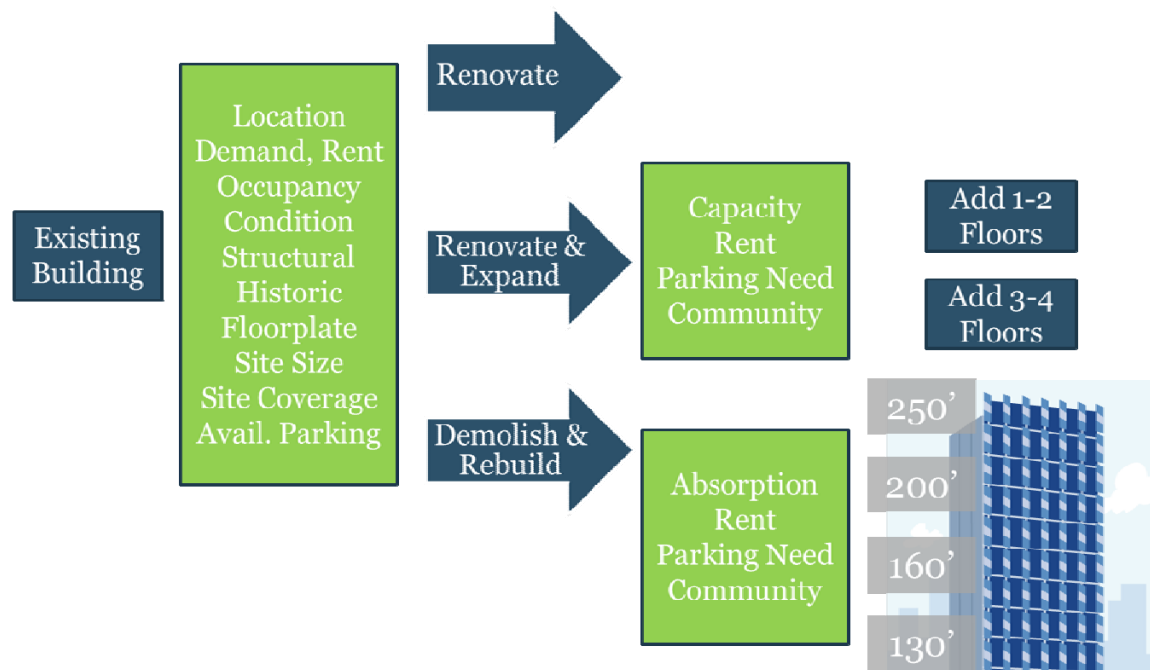 Existing
Building
Location
Demand, Rent
Occupancy
Condition
Structural
Historic
Floorplate
Site Size
Site Coverage
Avail. Parking
Renovate
Renovate &
Expand
Demolish &
Rebuild
Capacity
Rent
Parking Need
Community
Absorption
Rent
Parking Need
Community
Add 1-2
Floors
Add 3-4
Floors
250’
200’
160’
130’